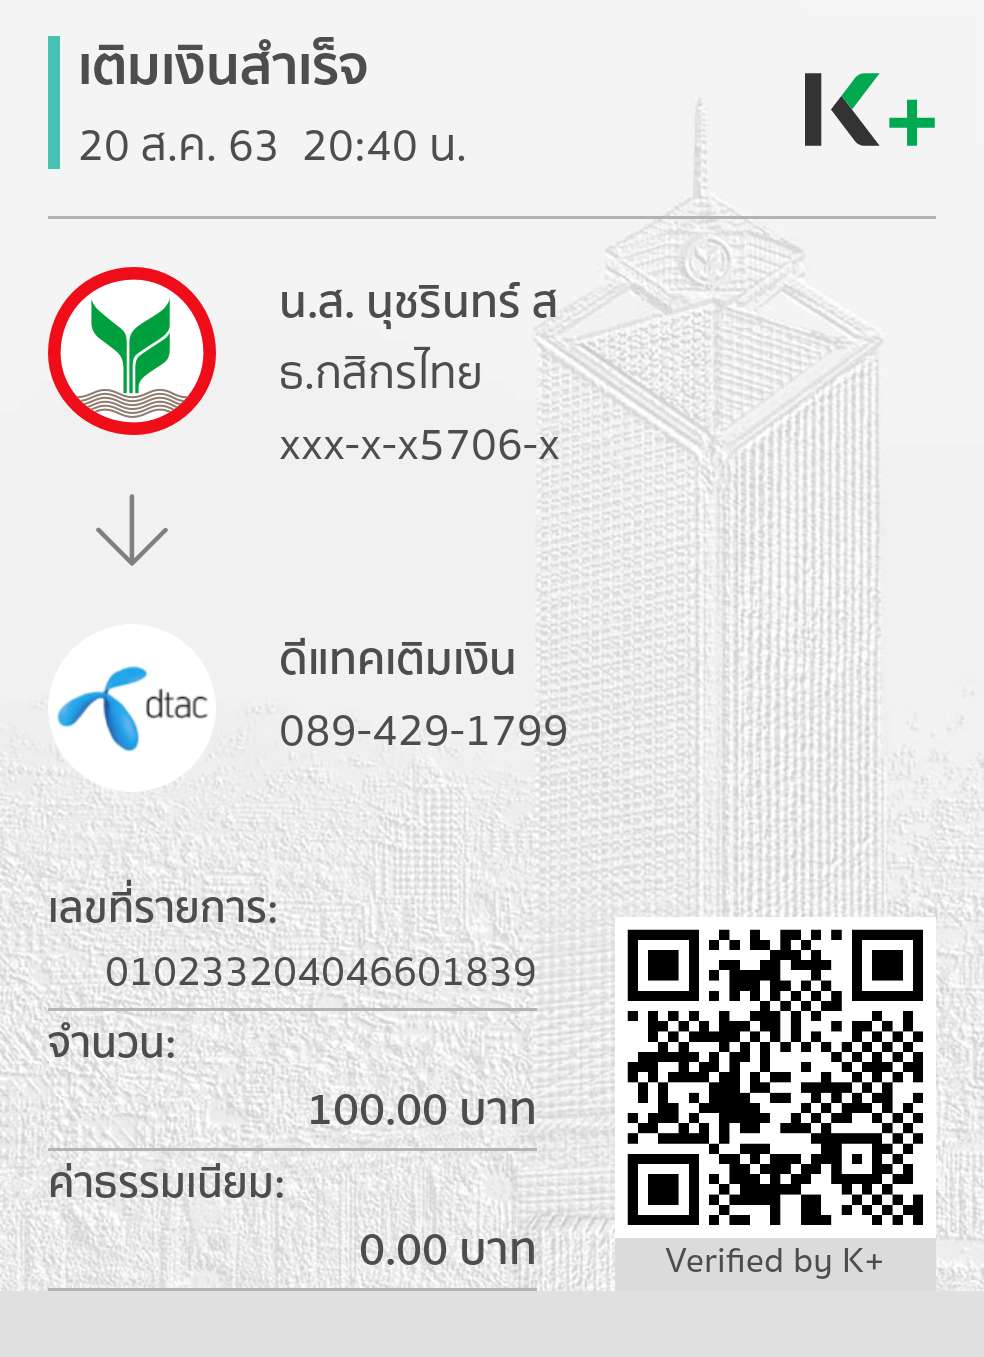 เติมเงินสำเร็จ
20 ส.ค. 63 20:40 น.
K+
น.ส. นุชรินทร์ ส
ธ.กสิกรไทย
xxx-x-x5706-x
dtac
ดีแทคเติมเงิน
089-429-1799
เลขที่รายการ:
010233204046601839
จำนวน:
100.00 บาท
ค่าธรรมเนียม:
0.00 บาท
Verified by K+